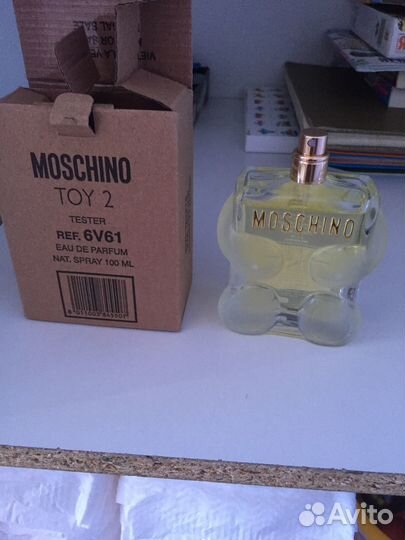 MOSCHINO
TOY 2
TESTER
REF. 6V61
EAU DE PARFUM
NAT. SPRAY 100 ML
MOSCHINO
Avito